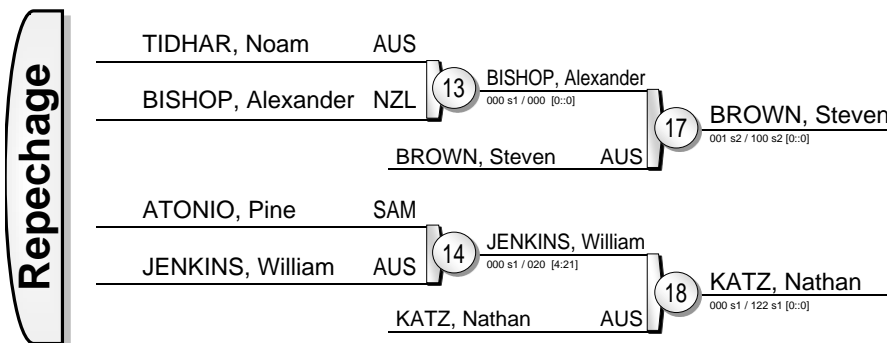 Repechage
TIDHAR, Noam AUS
BISHOP, Alexander NZL
13
BISHOP, Alexander
000 s1 / 000 [0::0]
BROWN, Steven AUS
17
BROWN, Steven
001 s2 / 100 s2 [0::0]
ATONIO, Pine SAM
JENKINS, William AUS
14
JENKINS, William
000 s1 / 020 [4:21]
KATZ, Nathan AUS
18
KATZ, Nathan
000 s1 / 122 s1 [0::0]